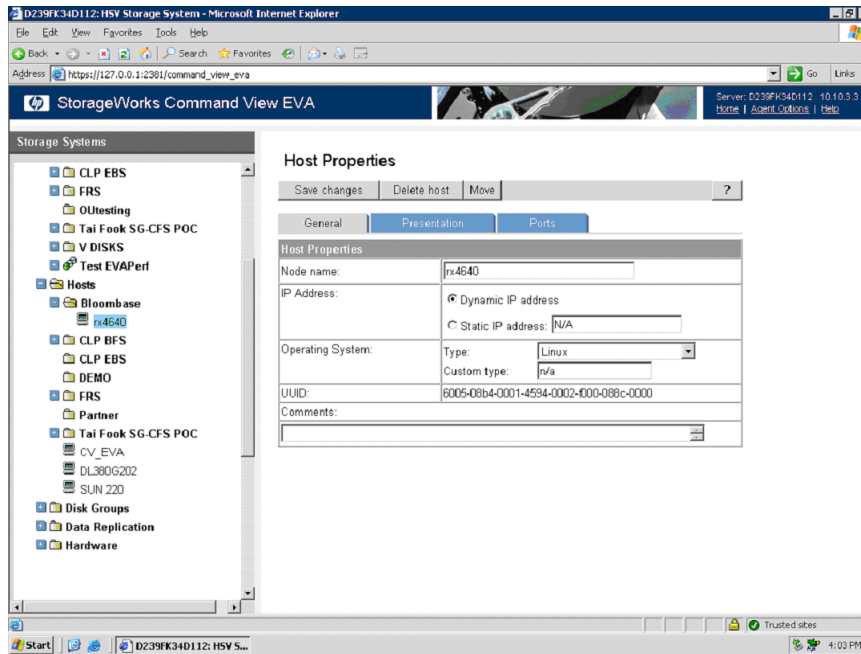 D239FK34D112: HSV Storage System - Microsoft Internet Explorer
File Edit View Favorites Tools Help
Back Search Favorites
Address https://127.0.0.1:2381/command_view_eva Go Links
hp StorageWorks Command View EVA
Server: D239FK34D112 10.10.3.3
Home | Agent Options | Help
Storage Systems
CLP EBS
FRS
OUtesting
Tai Fook SG-CFS POC
V DISKS
Test EVAPerf
Hosts
Bloombase
rx4640
CLP BFS
CLP EBS
DEMO
FRS
Partner
Tai Fook SG-CFS POC
CV_EVA
DL380G202
SUN 220
Disk Groups
Data Replication
Hardware
Host Properties
Save changes Delete host Move ?
General Presentation Ports
Host Properties
Node name: rx4640
IP Address: Dynamic IP address
Static IP address: N/A
Operating System: Type: Linux
Custom type: n/a
UUID: 6005-08b4-0001-4594-0002-f000-088c-0000
Comments:
Trusted sites
Start D239FK34D112: HSV S... 4:03 PM